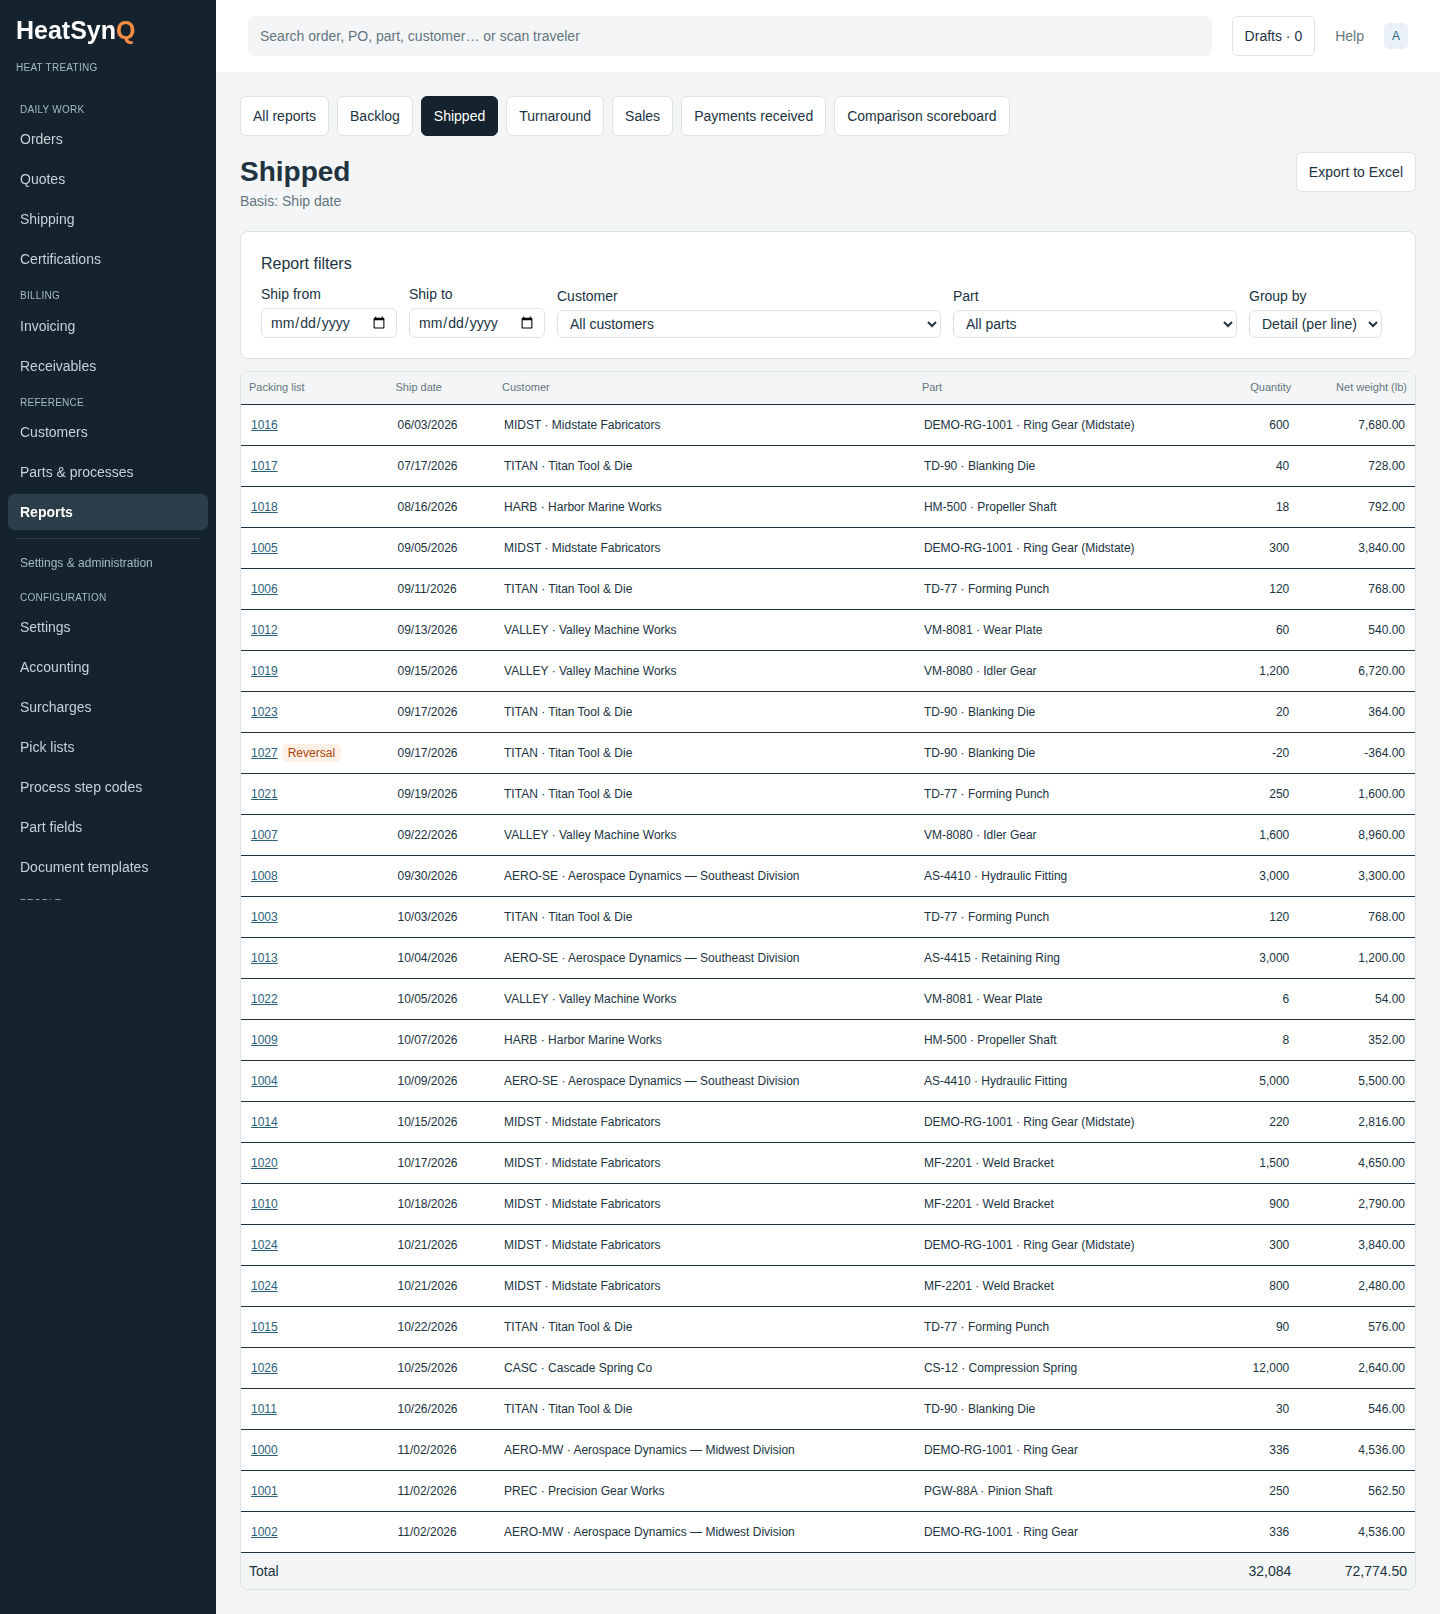 HeatSynQ
HEAT TREATING
DAILY WORK
Orders
Quotes
Shipping
Certifications
BILLING
Invoicing
Receivables
REFERENCE
Customers
Parts & processes
Reports
Settings & administration
CONFIGURATION
Settings
Accounting
Surcharges
Pick lists
Process step codes
Part fields
Document templates
Search order, PO, part, customer… or scan traveler
Drafts · 0 Help A
All reports Backlog Shipped Turnaround Sales Payments received Comparison scoreboard
Shipped
Export to Excel
Basis: Ship date
Report filters
Ship from Ship to Customer Part Group by
mm/dd/yyyy mm/dd/yyyy All customers All parts Detail (per line)
Packing list Ship date Customer Part Quantity Net weight (lb)
1016 06/03/2026 MIDST · Midstate Fabricators DEMO-RG-1001 · Ring Gear (Midstate) 600 7,680.00
1017 07/17/2026 TITAN · Titan Tool & Die TD-90 · Blanking Die 40 728.00
1018 08/16/2026 HARB · Harbor Marine Works HM-500 · Propeller Shaft 18 792.00
1005 09/05/2026 MIDST · Midstate Fabricators DEMO-RG-1001 · Ring Gear (Midstate) 300 3,840.00
1006 09/11/2026 TITAN · Titan Tool & Die TD-77 · Forming Punch 120 768.00
1012 09/13/2026 VALLEY · Valley Machine Works VM-8081 · Wear Plate 60 540.00
1019 09/15/2026 VALLEY · Valley Machine Works VM-8080 · Idler Gear 1,200 6,720.00
1023 09/17/2026 TITAN · Titan Tool & Die TD-90 · Blanking Die 20 364.00
1027 Reversal 09/17/2026 TITAN · Titan Tool & Die TD-90 · Blanking Die -20 -364.00
1021 09/19/2026 TITAN · Titan Tool & Die TD-77 · Forming Punch 250 1,600.00
1007 09/22/2026 VALLEY · Valley Machine Works VM-8080 · Idler Gear 1,600 8,960.00
1008 09/30/2026 AERO-SE · Aerospace Dynamics — Southeast Division AS-4410 · Hydraulic Fitting 3,000 3,300.00
1003 10/03/2026 TITAN · Titan Tool & Die TD-77 · Forming Punch 120 768.00
1013 10/04/2026 AERO-SE · Aerospace Dynamics — Southeast Division AS-4415 · Retaining Ring 3,000 1,200.00
1022 10/05/2026 VALLEY · Valley Machine Works VM-8081 · Wear Plate 6 54.00
1009 10/07/2026 HARB · Harbor Marine Works HM-500 · Propeller Shaft 8 352.00
1004 10/09/2026 AERO-SE · Aerospace Dynamics — Southeast Division AS-4410 · Hydraulic Fitting 5,000 5,500.00
1014 10/15/2026 MIDST · Midstate Fabricators DEMO-RG-1001 · Ring Gear (Midstate) 220 2,816.00
1020 10/17/2026 MIDST · Midstate Fabricators MF-2201 · Weld Bracket 1,500 4,650.00
1010 10/18/2026 MIDST · Midstate Fabricators MF-2201 · Weld Bracket 900 2,790.00
1024 10/21/2026 MIDST · Midstate Fabricators DEMO-RG-1001 · Ring Gear (Midstate) 300 3,840.00
1024 10/21/2026 MIDST · Midstate Fabricators MF-2201 · Weld Bracket 800 2,480.00
1015 10/22/2026 TITAN · Titan Tool & Die TD-77 · Forming Punch 90 576.00
1026 10/25/2026 CASC · Cascade Spring Co CS-12 · Compression Spring 12,000 2,640.00
1011 10/26/2026 TITAN · Titan Tool & Die TD-90 · Blanking Die 30 546.00
1000 11/02/2026 AERO-MW · Aerospace Dynamics — Midwest Division DEMO-RG-1001 · Ring Gear 336 4,536.00
1001 11/02/2026 PREC · Precision Gear Works PGW-88A · Pinion Shaft 250 562.50
1002 11/02/2026 AERO-MW · Aerospace Dynamics — Midwest Division DEMO-RG-1001 · Ring Gear 336 4,536.00
Total 32,084 72,774.50